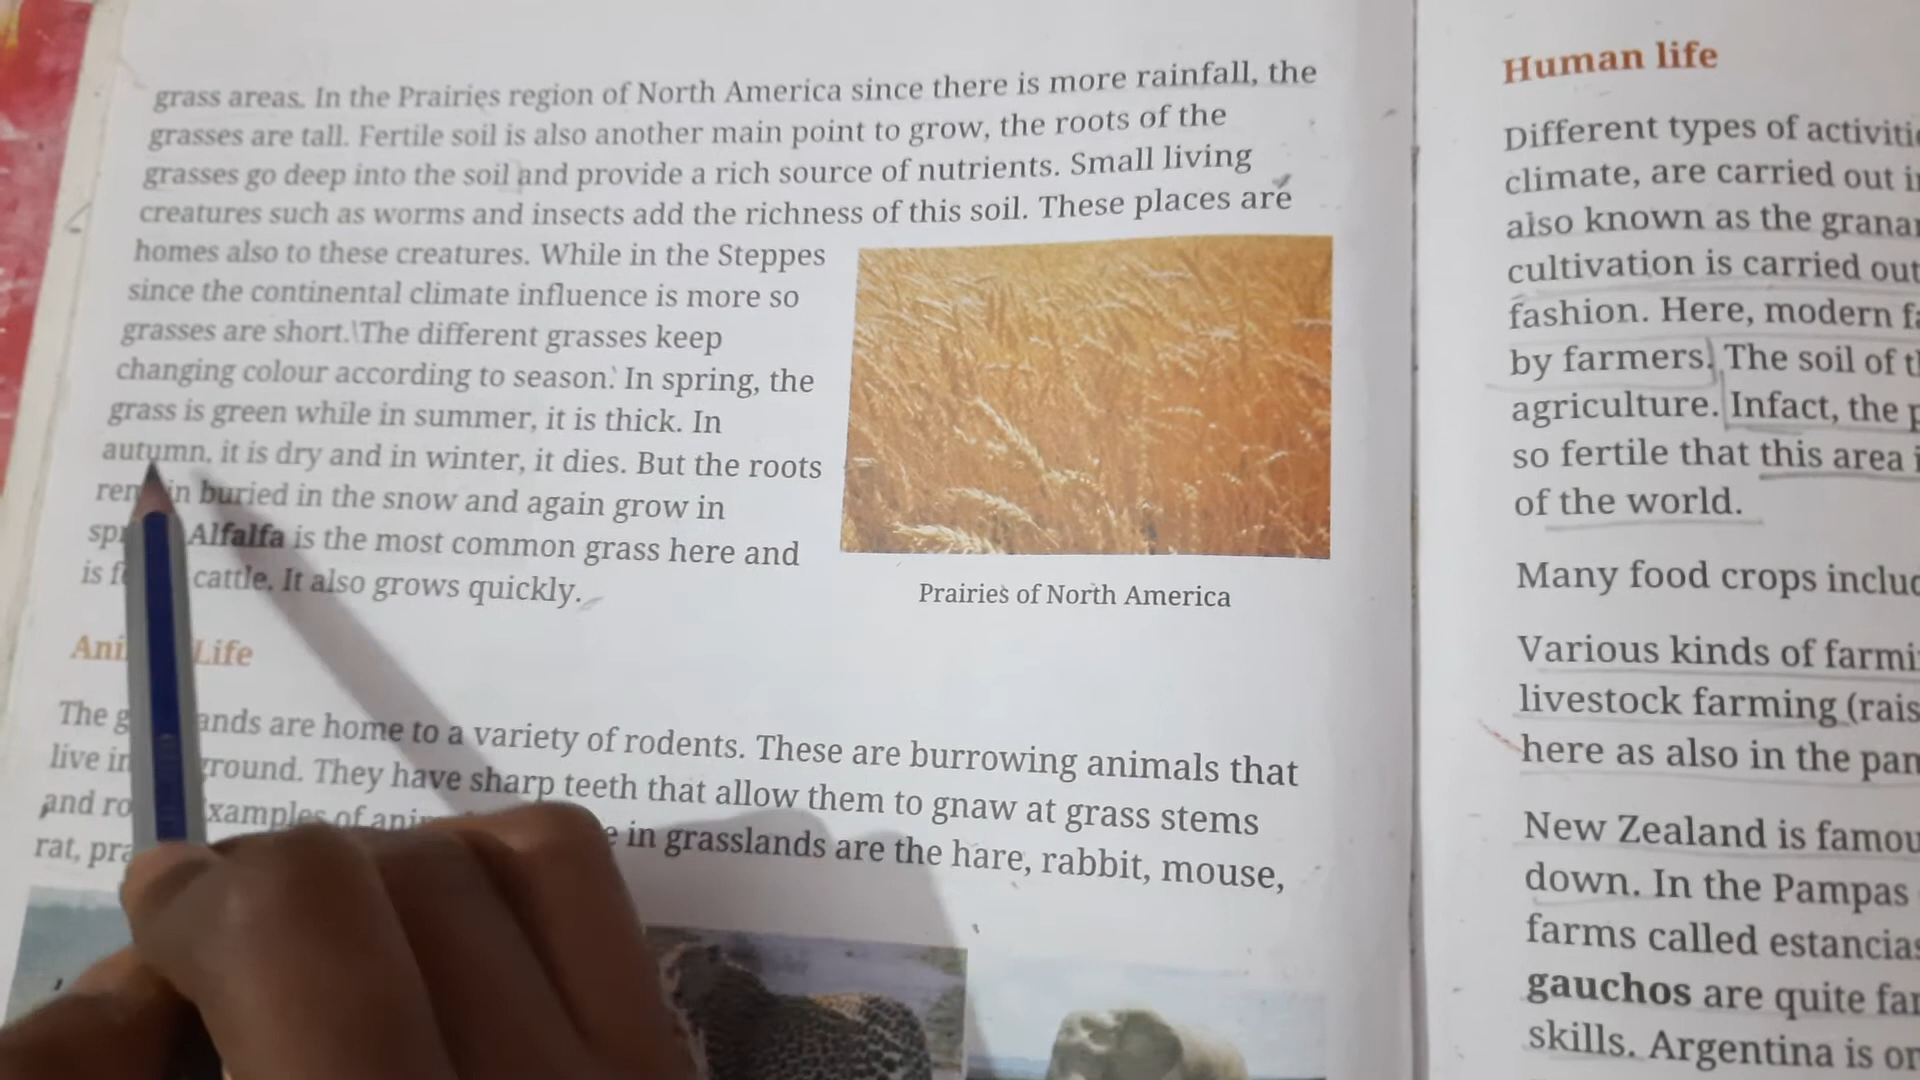 grass areas. In the Prairies region of North America since there is more rainfall, the
grasses are tall. Fertile soil is also another main point to grow, the roots of the
grasses go deep into the soil and provide a rich source of nutrients. Small living
creatures such as worms and insects add the richness of this soil. These places are
homes also to these creatures. While in the Steppes
since the continental climate influence is more so
grasses are short. The different grasses keep
changing colour according to season. In spring, the
grass is green while in summer, it is thick. In
autumn, it is dry and in winter, it dies. But the roots
buried in the snow and again grow in
Alfalfa is the most common grass here and
is cattle. It also grows quickly.
Prairies of North America
Life
The are home to a variety of rodents. These are burrowing animals that
live ground. They have sharp teeth that allow them to gnaw at grass stems
and of in grasslands are the hare, rabbit, mouse,
rat,
Human life
Different types of
climate, are carried out
also known as the
cultivation is carried out
fashion. Here, modern
by farmers. The soil of
agriculture. Infact, the
so fertile that this area
of the world.
Many food crops
Various kinds of
livestock farming
here as also in the
New Zealand is
down. In the Pampas
farms called
gauchos are quite
skills. Argentina is